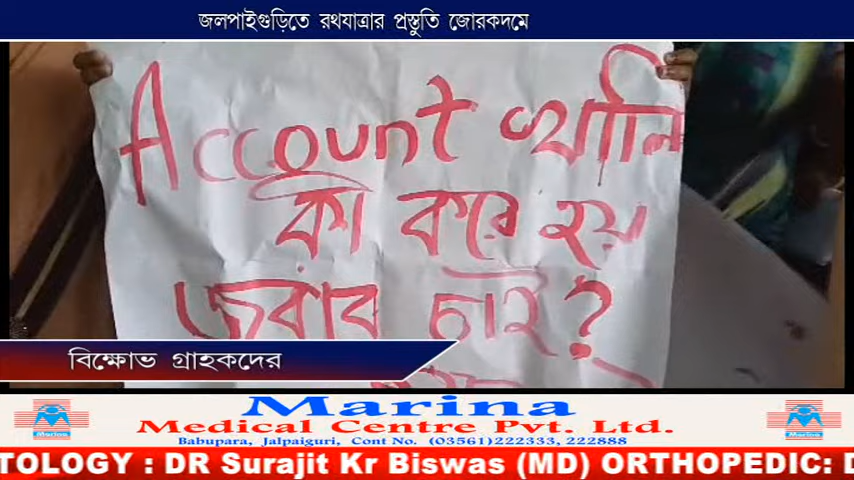 জলপাইগুড়িতে রথযাত্রার প্রস্তুতি জোরকদমে
Account খালি
কী করে হয়
জবাব চাই?
বিক্ষোভ গ্রাহকদের
Marina
Medical Centre Pvt. Ltd.
Babupara, Jalpaiguri, Cont No. (03561)222333, 222888
Marina
Marina
TOLOGY : DR Surajit Kr Biswas (MD) ORTHOPEDIC: D